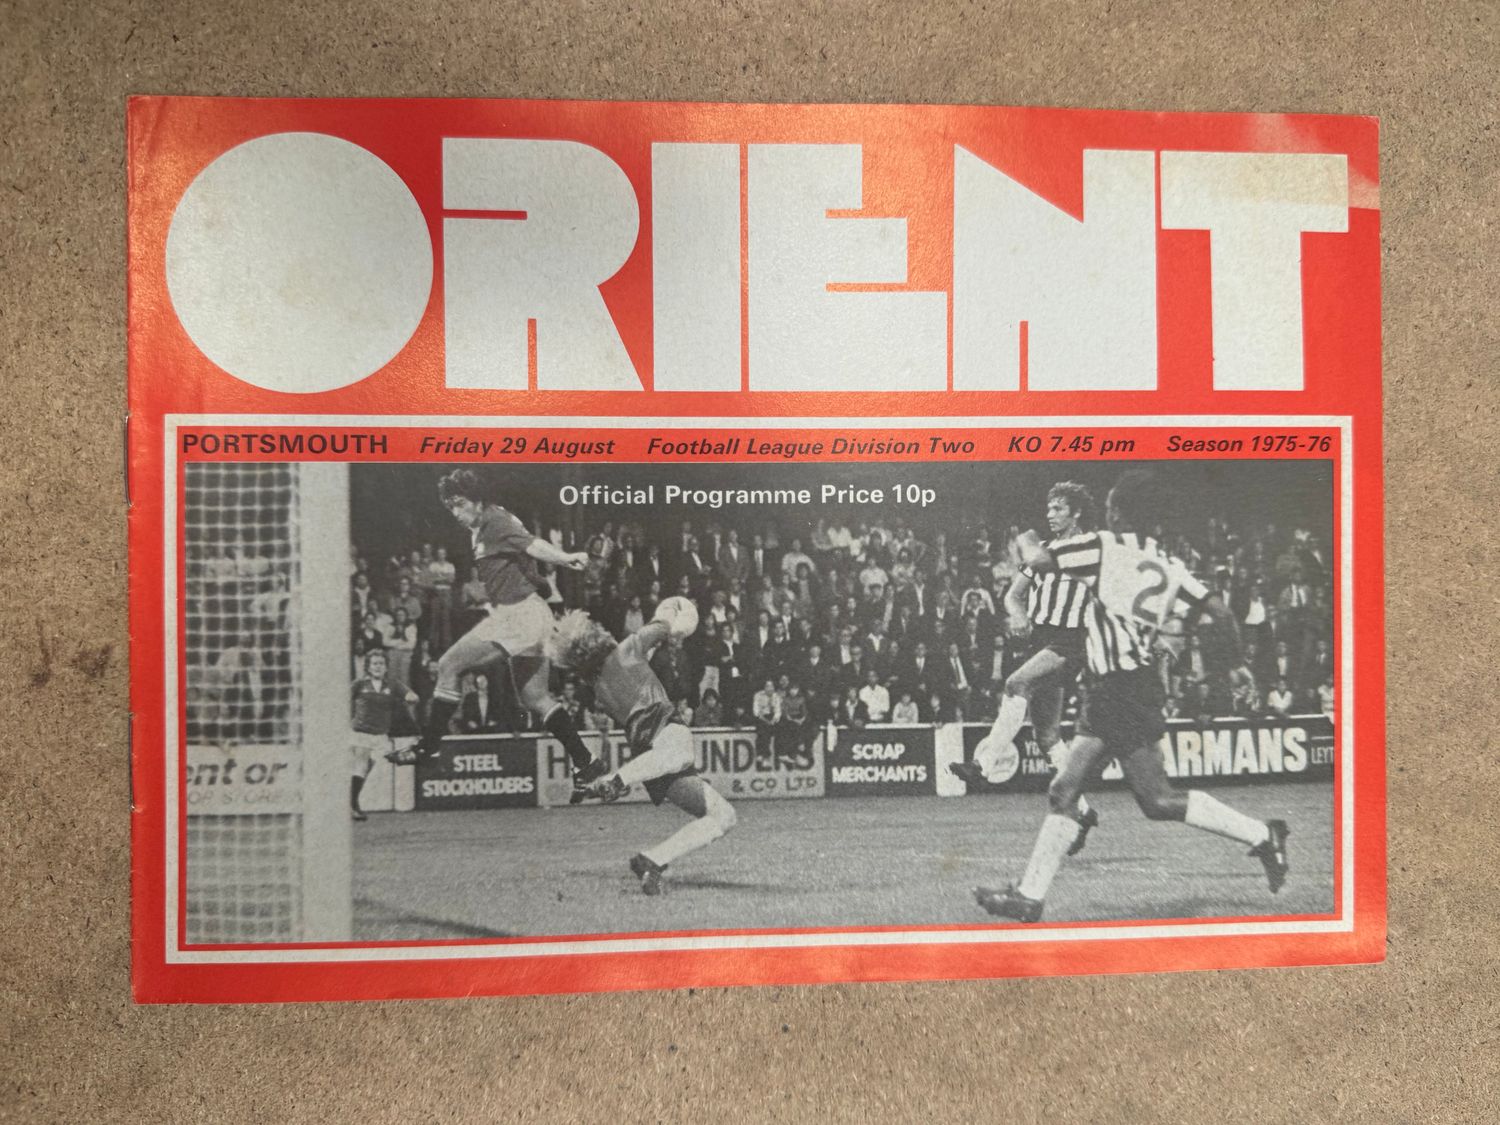 ORIENT
PORTSMOUTH Friday 29 August Football League Division Two KO 7.45 pm Season 1975-76
Official Programme Price 10p
STEEL
STOCKHOLDERS
& CO LTD
SCRAP
MERCHANTS
ARMANS